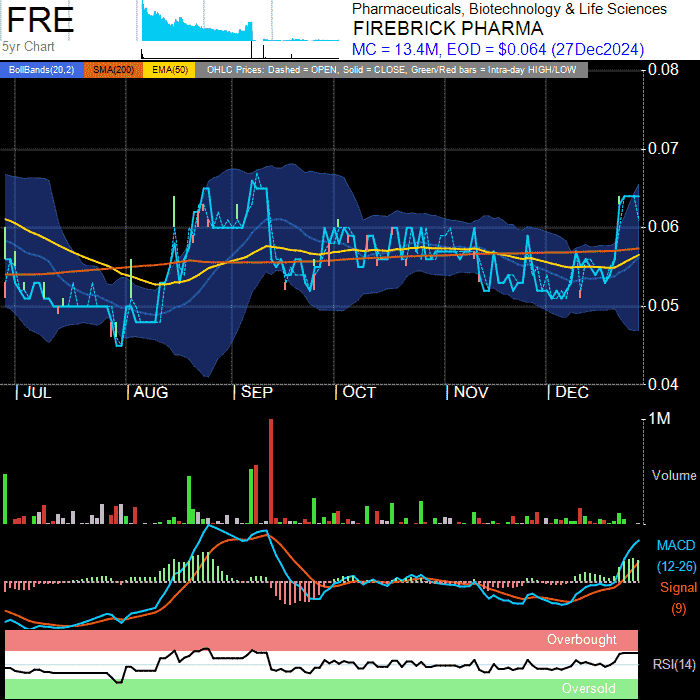 FRE
5yr Chart
Pharmaceuticals, Biotechnology & Life Sciences
FIREBRICK PHARMA
MC = 13.4M, EOD = $0.064 (27Dec2024)
BollBands(20,2) SMA(200) EMA(50) OHLC Prices: Dashed = OPEN, Solid = CLOSE, Green/Red bars = Intra-day HIGH/LOW
0.08
0.07
0.06
0.05
0.04
JUL AUG SEP OCT NOV DEC
1M
Volume
MACD
(12-26)
Signal
(9)
Overbought
RSI(14)
Oversold